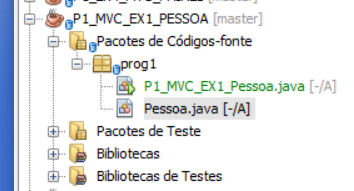 P1_MVC_EX1_PESSOA [master]
Pacotes de Códigos-fonte
prog1
P1_MVC_EX1_Pessoa.java [-/A]
Pessoa.java [-/A]
Pacotes de Teste
Bibliotecas
Bibliotecas de Testes